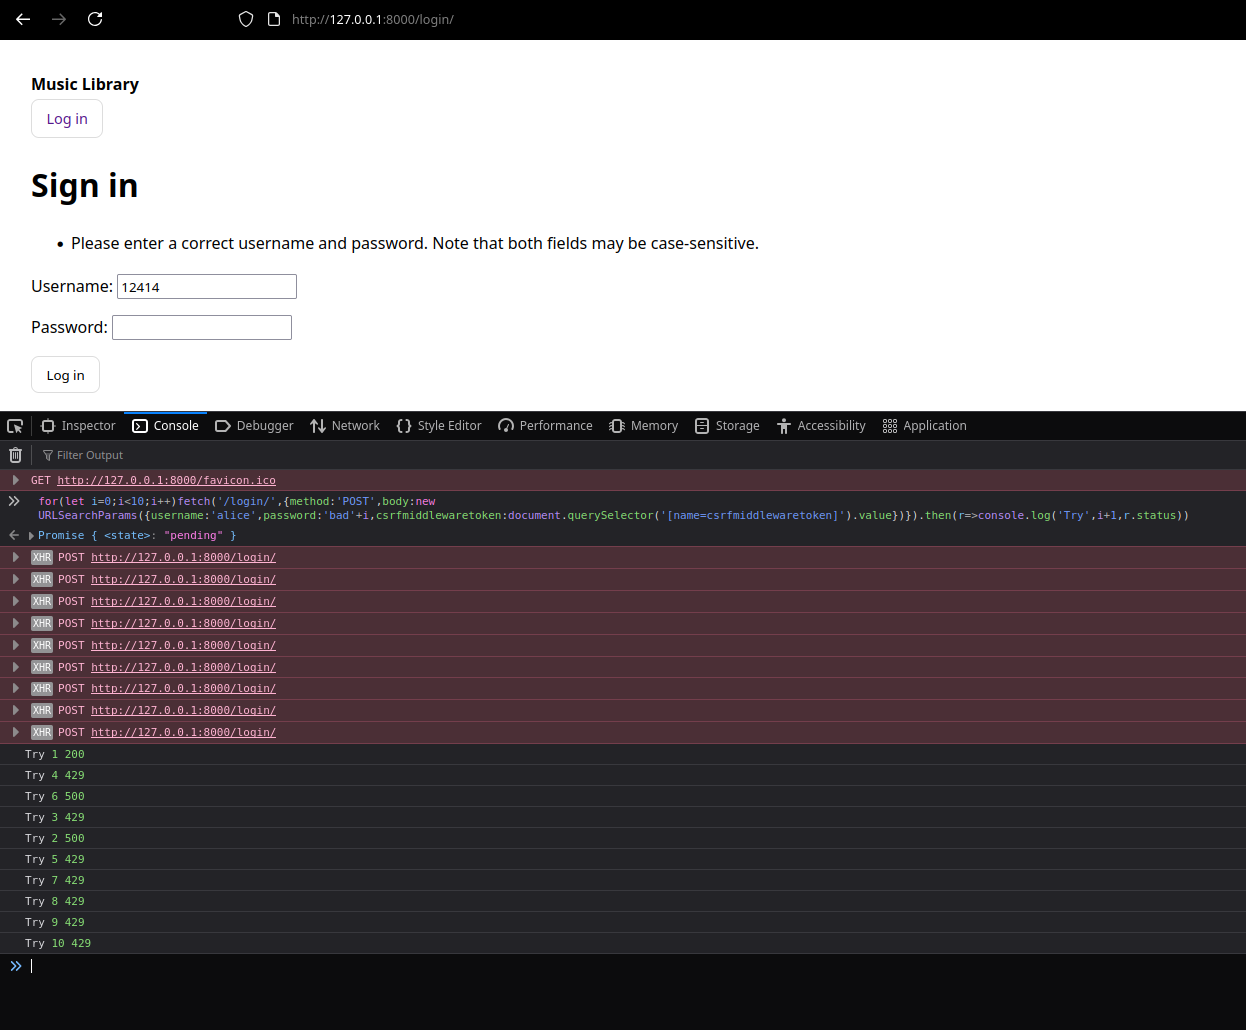 http://127.0.0.1:8000/login/
Music Library
Log in
Sign in
• Please enter a correct username and password. Note that both fields may be case-sensitive.
Username: 12414
Password:
Log in
Inspector Console Debugger Network Style Editor Performance Memory Storage Accessibility Application
Filter Output
GET http://127.0.0.1:8000/favicon.ico
for(let i=0;i<10;i++)fetch('/login/',{method:'POST',body:new
URLSearchParams({username:'alice',password:'bad'+i,csrfmiddlewaretoken:document.querySelector('[name=csrfmiddlewaretoken]').value})}).then(r=>console.log('Try',i+1,r.status))
Promise { <state>: "pending" }
XHR POST http://127.0.0.1:8000/login/
XHR POST http://127.0.0.1:8000/login/
XHR POST http://127.0.0.1:8000/login/
XHR POST http://127.0.0.1:8000/login/
XHR POST http://127.0.0.1:8000/login/
XHR POST http://127.0.0.1:8000/login/
XHR POST http://127.0.0.1:8000/login/
XHR POST http://127.0.0.1:8000/login/
XHR POST http://127.0.0.1:8000/login/
Try 1 200
Try 4 429
Try 6 500
Try 3 429
Try 2 500
Try 5 429
Try 7 429
Try 8 429
Try 9 429
Try 10 429